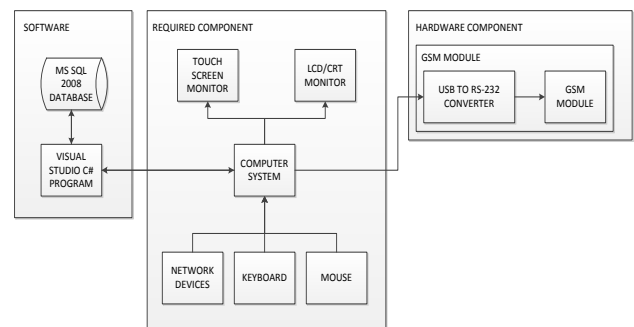 SOFTWARE
MS SQL
2008
DATABASE
VISUAL
STUDIO C#
PROGRAM
REQUIRED COMPONENT
TOUCH
SCREEN
MONITOR
LCD/CRT
MONITOR
COMPUTER
SYSTEM
NETWORK
DEVICES
KEYBOARD
MOUSE
HARDWARE COMPONENT
GSM MODULE
USB TO RS-232
CONVERTER
GSM
MODULE